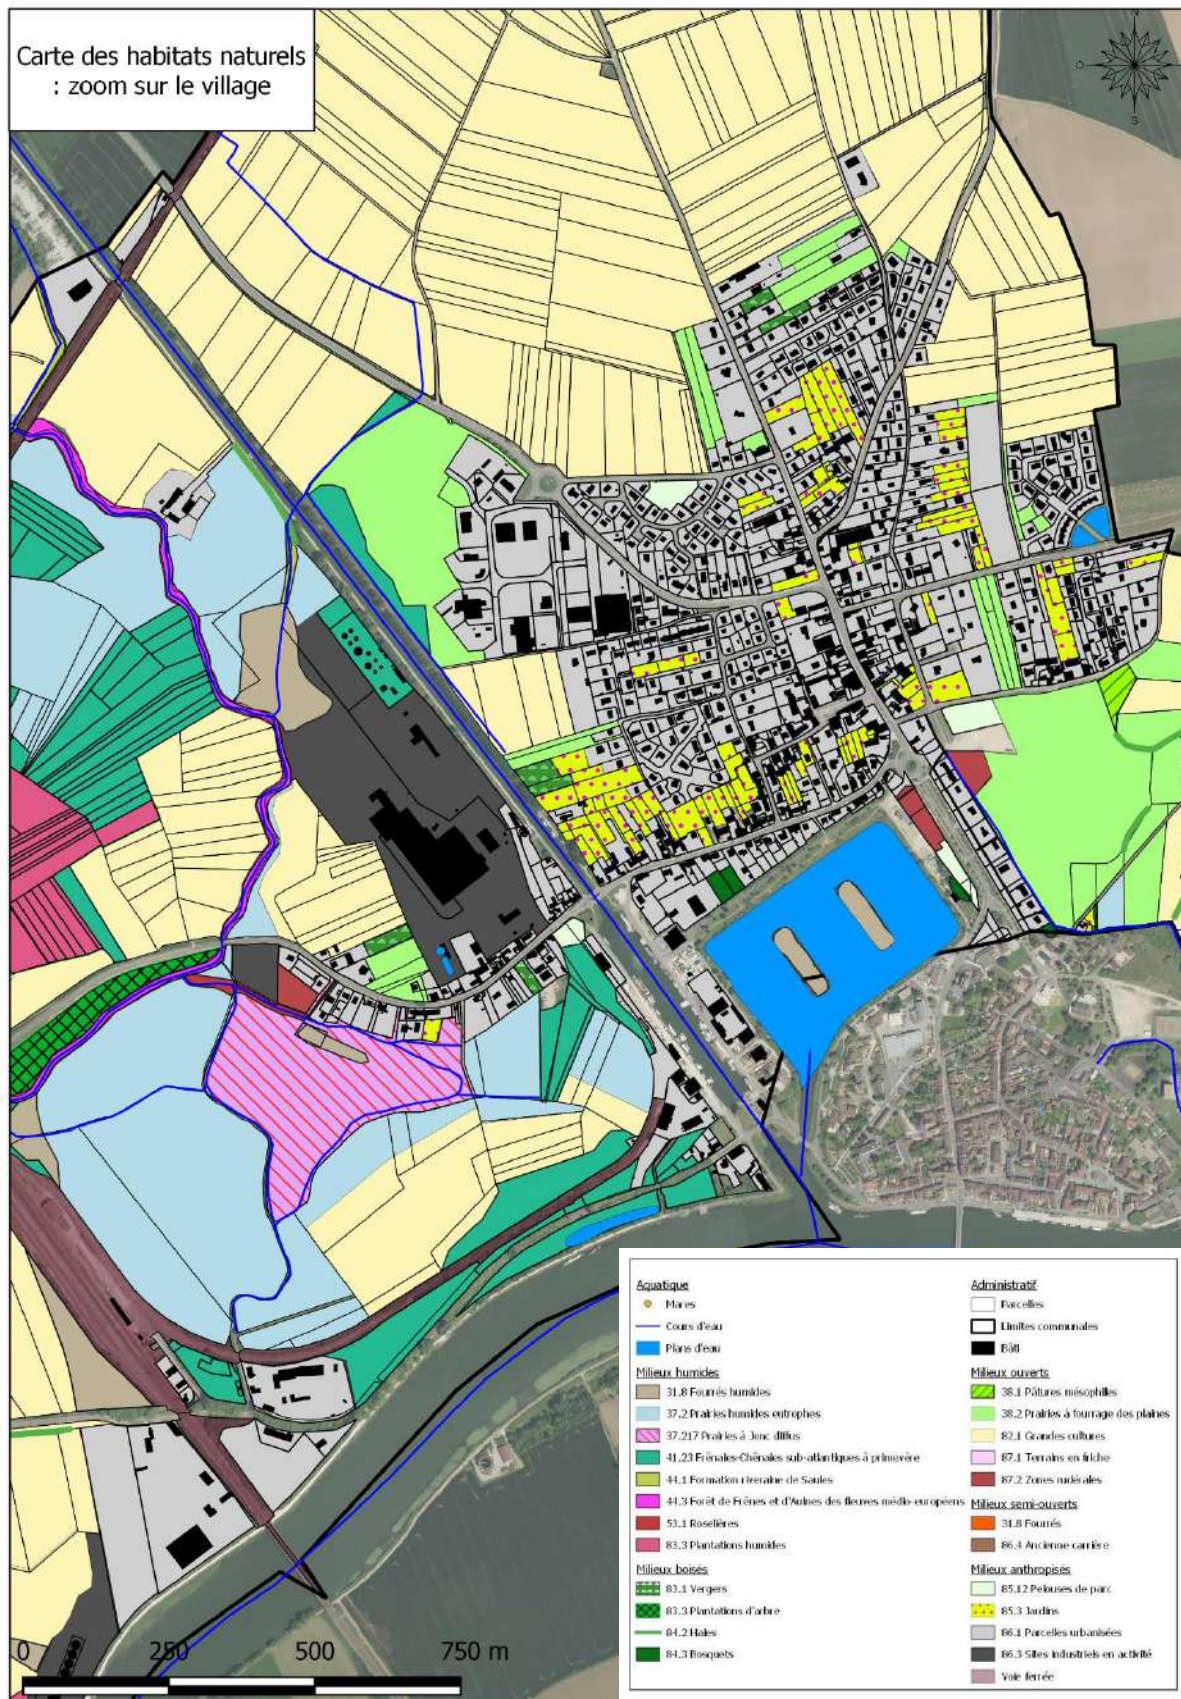 Carte des habitats naturels
: zoom sur le village
N
O
S
Aquatique
Mares
Cours d'eau
Plans d'eau
Milieux humides
31.8 Fourrés humides
37.2 Prairies humides eutrophes
37.217 Prairies à Jonc diffus
41.23 Frênaies-Chênaies sub-atlantiques à primevère
44.1 Formation riveraine de Saules
44.3 Forêt de Frênes et d'Aulnes des fleuves médio-européens
53.1 Roselières
83.3 Plantations humides
Milieux boisés
83.1 Vergers
83.3 Plantations d'arbre
84.2 Haies
84.3 Bosquets
Administratif
Parcelles
Limites communales
Bâti
Milieux ouverts
38.1 Pâtures mésophiles
38.2 Prairies à fourrage des plaines
82.1 Grandes cultures
87.1 Terrains en friche
87.2 Zones rudérales
Milieux semi-ouverts
31.8 Fourrés
86.4 Ancienne carrière
Milieux anthropisés
85.12 Pelouses de parc
85.3 Jardins
86.1 Parcelles urbanisées
86.3 Sites industriels en activité
Voie ferrée
0 250 500 750 m